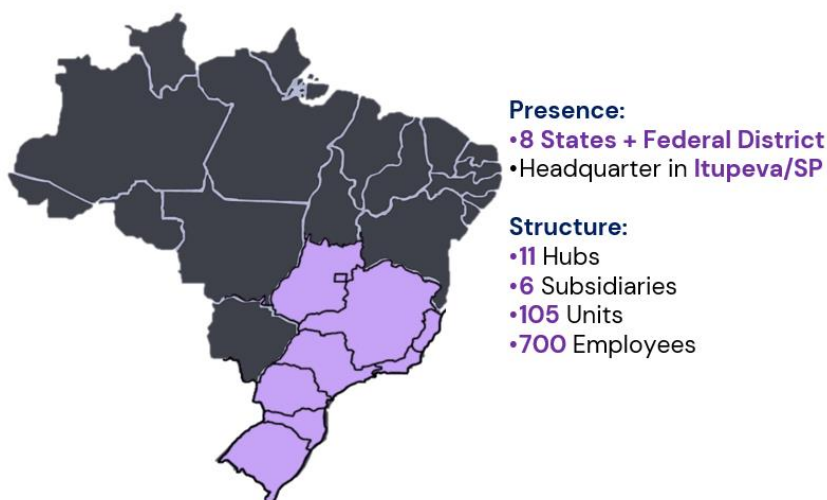 Presence:
•8 States + Federal District
•Headquarter in Itupeva/SP
Structure:
•11 Hubs
•6 Subsidiaries
•105 Units
•700 Employees